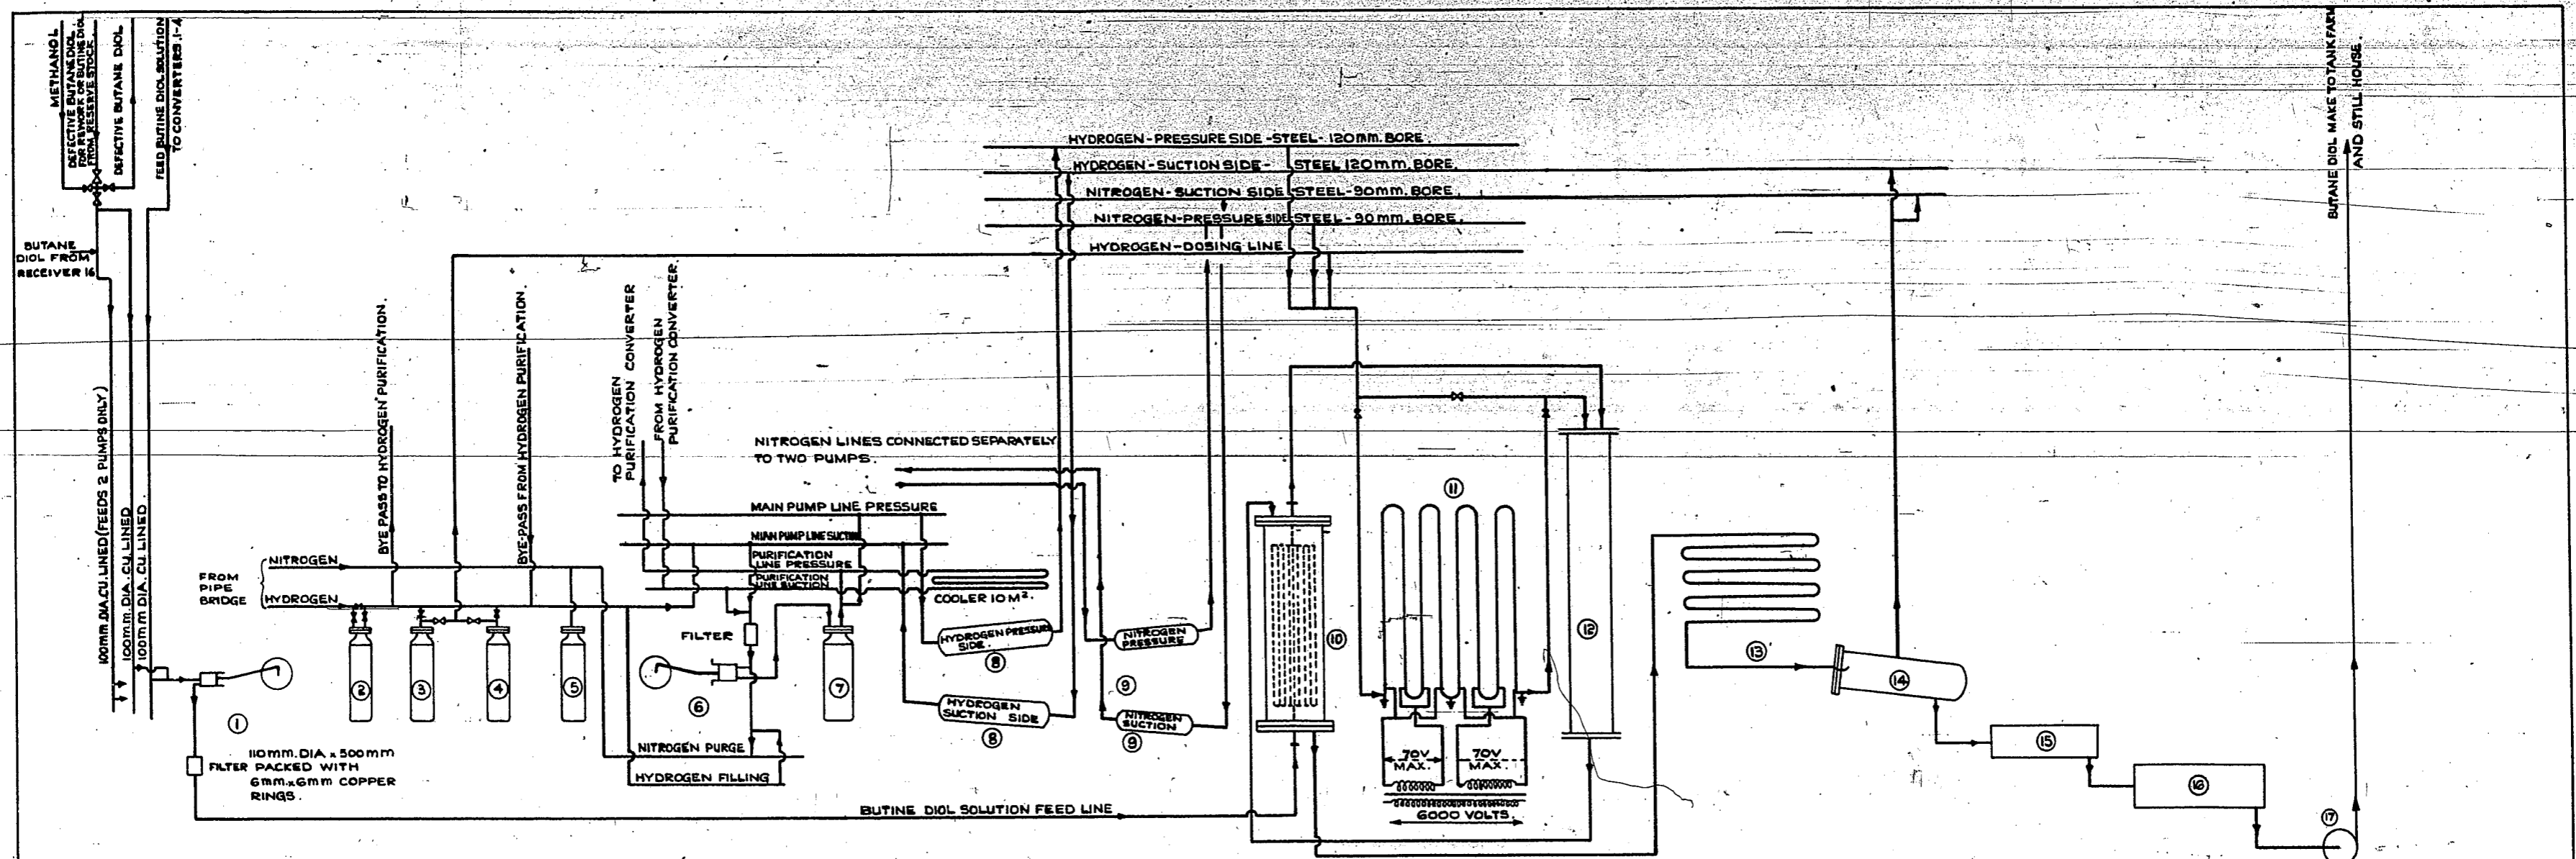 METHANOL
DEFECTIVE BUTANE DIOL
FOR REWORK OR BUTINE DIOL
FROM RESERVE STOCK.
DEFECTIVE BUTANE DIOL
FEED BUTINE DIOL SOLUTION
TO CONVERTERS 1-4
BUTANE
DIOL FROM
RECEIVER 16
100mm.DIA.CU.LINED (FEEDS 2 PUMPS ONLY)
100mm.DIA.CU.LINED
100mm DIA.CU.LINED
HYDROGEN-PRESSURE SIDE-STEEL-120mm.BORE.
HYDROGEN-SUCTION SIDE- STEEL 120mm.BORE.
NITROGEN-SUCTION SIDE STEEL-90mm.BORE.
NITROGEN-PRESSURE SIDE-STEEL-90mm.BORE.
HYDROGEN-DOSING LINE
BUTANE DIOL MAKE TO TANK FARM
AND STILL HOUSE.
BYE-PASS TO HYDROGEN PURIFICATION.
BYE-PASS FROM HYDROGEN PURIFICATION.
TO HYDROGEN
PURIFICATION CONVERTER
FROM HYDROGEN
PURIFICATION CONVERTER.
NITROGEN LINES CONNECTED SEPARATELY
TO TWO PUMPS.
MAIN PUMP LINE PRESSURE
MIAN PUMP LINE SUCTION
PURIFICATION
LINE PRESSURE
PURIFICATION
LINE SUCTION
COOLER 10M².
FROM
PIPE
BRIDGE
NITROGEN
HYDROGEN
FILTER
HYDROGEN PRESSURE
SIDE.
8
NITROGEN
PRESSURE
9
HYDROGEN
SUCTION SIDE
8
NITROGEN
SUCTION
9
1
2
3
4
5
6
7
10
11
12
13
14
15
16
17
110mm.DIA x 500mm
FILTER PACKED WITH
6mm.x6mm COPPER
RINGS.
NITROGEN PURGE
HYDROGEN FILLING
BUTINE DIOL SOLUTION FEED LINE
70V
MAX.
70V
MAX.
6000 VOLTS.